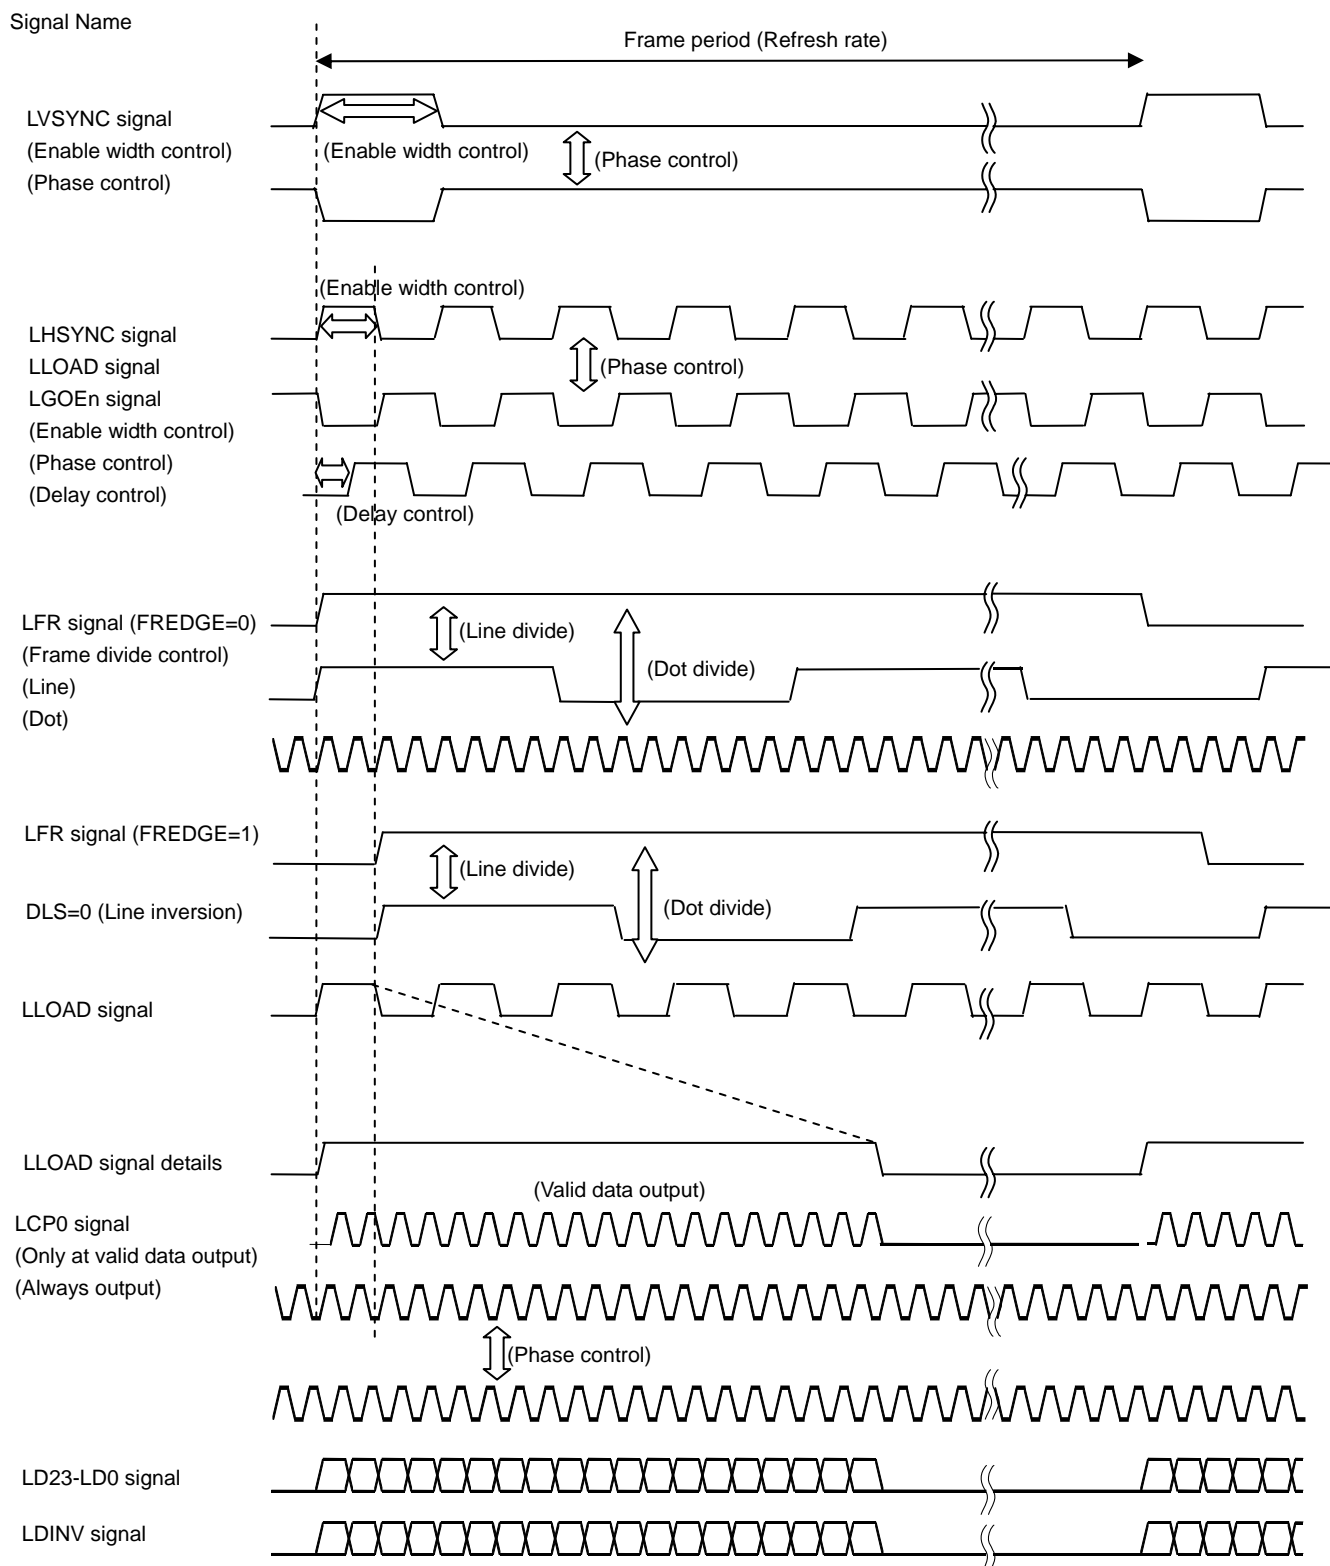 Signal Name
Frame period (Refresh rate)
LVSYNC signal
(Enable width control)
(Enable width control)
(Phase control)
(Phase control)
(Enable width control)
LHSYNC signal
LLOAD signal
(Phase control)
LGOEn signal
(Enable width control)
(Phase control)
(Delay control)
(Delay control)
LFR signal (FREDGE=0)
(Line divide)
(Frame divide control)
(Dot divide)
(Line)
(Dot)
LFR signal (FREDGE=1)
(Line divide)
DLS=0 (Line inversion)
(Dot divide)
LLOAD signal
LLOAD signal details
(Valid data output)
LCP0 signal
(Only at valid data output)
(Always output)
(Phase control)
LD23-LD0 signal
LDINV signal